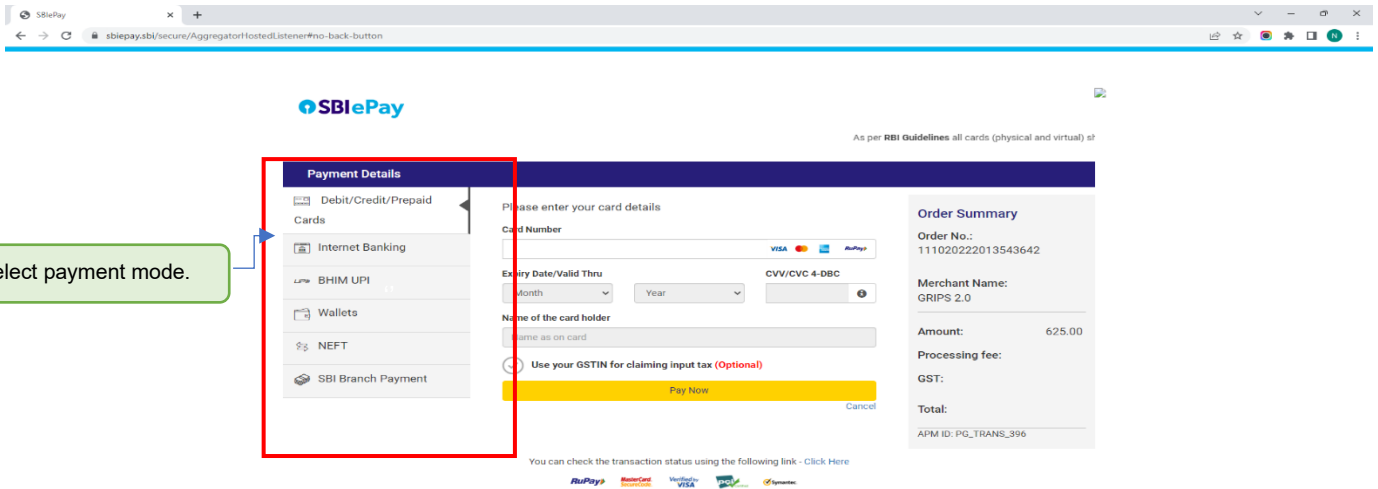 SBIePay
sbiepay.sbi/secure/AggregatorHostedListener#no-back-button
N
SBIePay
As per RBI Guidelines all cards (physical and virtual) sh
Payment Details
Debit/Credit/Prepaid
Cards
Internet Banking
BHIM UPI
Wallets
NEFT
SBI Branch Payment
elect payment mode.
Please enter your card details
Card Number
VISA RuPay
Expiry Date/Valid Thru CVV/CVC 4-DBC
Month Year
Name of the card holder
Name as on card
Use your GSTIN for claiming input tax (Optional)
Pay Now
Cancel
Order Summary
Order No.:
111020222013543642
Merchant Name:
GRIPS 2.0
Amount: 625.00
Processing fee:
GST:
Total:
APM ID: PG_TRANS_396
You can check the transaction status using the following link - Click Here
RuPay MasterCard SecureCode Verified by VISA PCI Symantec